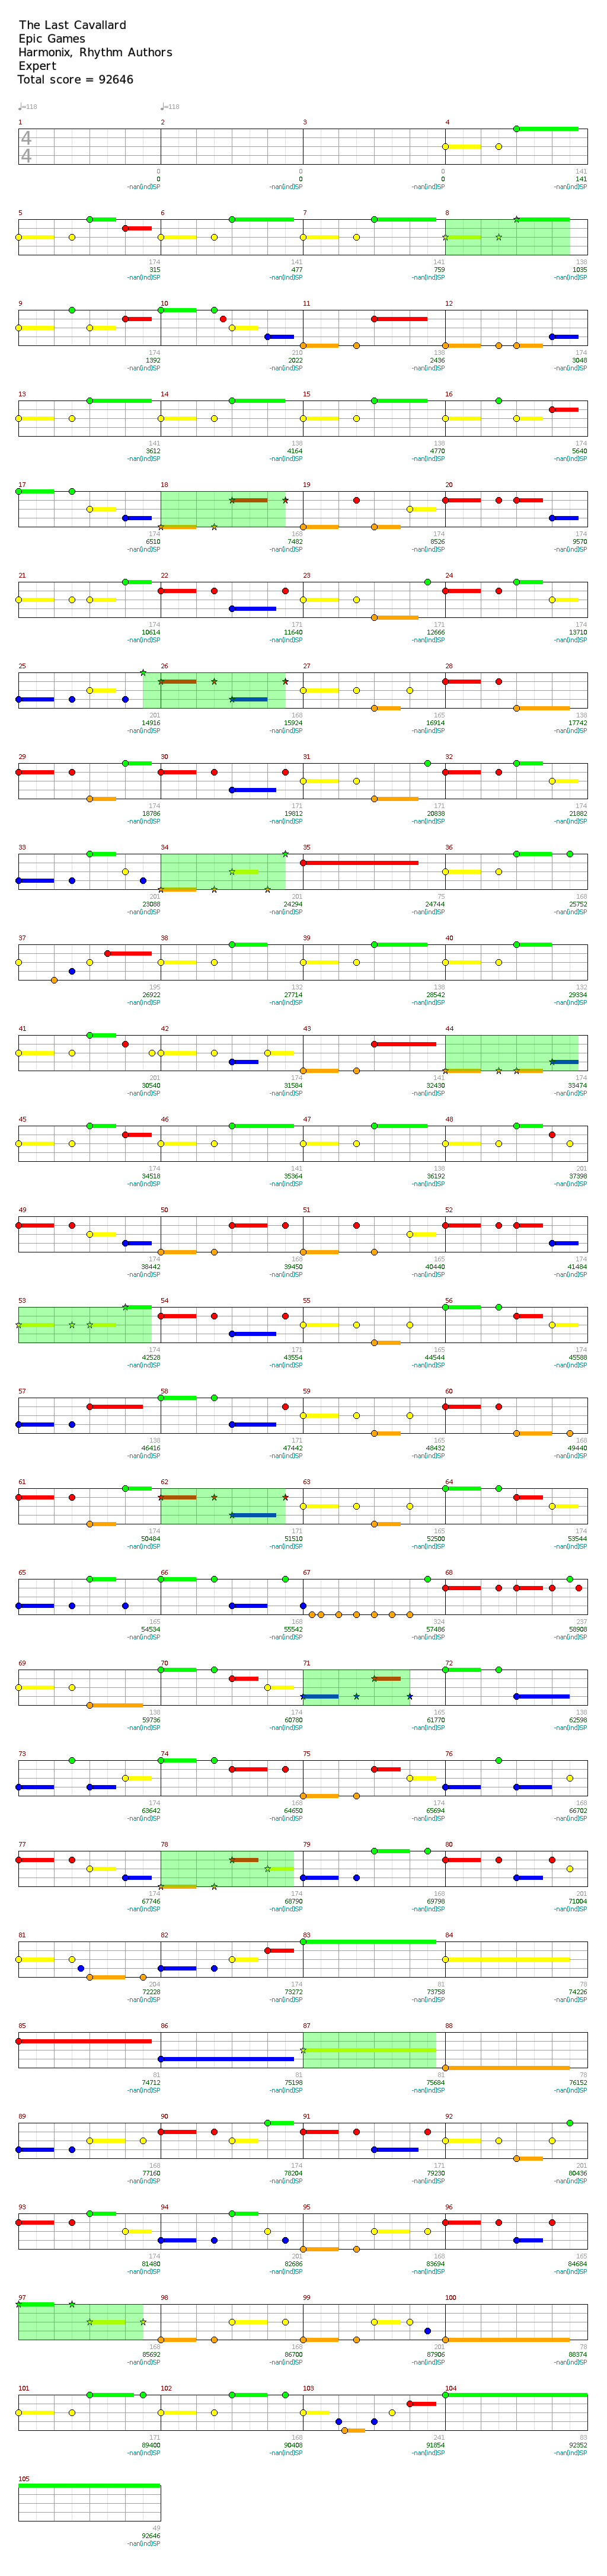 The Last Cavallard
Epic Games
Harmonix, Rhythm Authors
Expert
Total score = 92646
1 2 3 4
4
4
0 0 0 141
0 0 0 141
-nan(ind)SP -nan(ind)SP -nan(ind)SP -nan(ind)SP
5 6 7 8
174 141 141 138
315 477 759 1035
-nan(ind)SP -nan(ind)SP -nan(ind)SP -nan(ind)SP
9 10 11 12
174 210 138 174
1392 2022 2436 3048
-nan(ind)SP -nan(ind)SP -nan(ind)SP -nan(ind)SP
13 14 15 16
141 138 138 174
3612 4164 4770 5640
-nan(ind)SP -nan(ind)SP -nan(ind)SP -nan(ind)SP
17 18 19 20
174 168 174 174
6510 7482 8526 9570
-nan(ind)SP -nan(ind)SP -nan(ind)SP -nan(ind)SP
21 22 23 24
174 171 171 174
10614 11640 12666 13710
-nan(ind)SP -nan(ind)SP -nan(ind)SP -nan(ind)SP
25 26 27 28
201 168 165 138
14916 15924 16914 17742
-nan(ind)SP -nan(ind)SP -nan(ind)SP -nan(ind)SP
29 30 31 32
174 171 171 174
18786 19812 20838 21882
-nan(ind)SP -nan(ind)SP -nan(ind)SP -nan(ind)SP
33 34 35 36
201 201 75 168
23088 24294 24744 25752
-nan(ind)SP -nan(ind)SP -nan(ind)SP -nan(ind)SP
37 38 39 40
195 132 138 132
26922 27714 28542 29334
-nan(ind)SP -nan(ind)SP -nan(ind)SP -nan(ind)SP
41 42 43 44
201 174 141 174
30540 31584 32430 33474
-nan(ind)SP -nan(ind)SP -nan(ind)SP -nan(ind)SP
45 46 47 48
174 141 138 201
34518 35364 36192 37398
-nan(ind)SP -nan(ind)SP -nan(ind)SP -nan(ind)SP
49 50 51 52
174 168 165 174
38442 39450 40440 41484
-nan(ind)SP -nan(ind)SP -nan(ind)SP -nan(ind)SP
53 54 55 56
174 171 165 174
42528 43554 44544 45588
-nan(ind)SP -nan(ind)SP -nan(ind)SP -nan(ind)SP
57 58 59 60
138 171 165 168
46416 47442 48432 49440
-nan(ind)SP -nan(ind)SP -nan(ind)SP -nan(ind)SP
61 62 63 64
174 171 165 174
50484 51510 52500 53544
-nan(ind)SP -nan(ind)SP -nan(ind)SP -nan(ind)SP
65 66 67 68
165 168 324 237
54534 55542 57486 58908
-nan(ind)SP -nan(ind)SP -nan(ind)SP -nan(ind)SP
69 70 71 72
138 174 165 138
59736 60780 61770 62598
-nan(ind)SP -nan(ind)SP -nan(ind)SP -nan(ind)SP
73 74 75 76
174 168 174 168
63642 64650 65694 66702
-nan(ind)SP -nan(ind)SP -nan(ind)SP -nan(ind)SP
77 78 79 80
174 174 168 201
67746 68790 69798 71004
-nan(ind)SP -nan(ind)SP -nan(ind)SP -nan(ind)SP
81 82 83 84
204 174 81 78
72228 73272 73758 74226
-nan(ind)SP -nan(ind)SP -nan(ind)SP -nan(ind)SP
85 86 87 88
81 81 81 78
74712 75198 75684 76152
-nan(ind)SP -nan(ind)SP -nan(ind)SP -nan(ind)SP
89 90 91 92
168 174 171 201
77160 78204 79230 80436
-nan(ind)SP -nan(ind)SP -nan(ind)SP -nan(ind)SP
93 94 95 96
174 201 168 165
81480 82686 83694 84684
-nan(ind)SP -nan(ind)SP -nan(ind)SP -nan(ind)SP
97 98 99 100
168 168 201 78
85692 86700 87906 88374
-nan(ind)SP -nan(ind)SP -nan(ind)SP -nan(ind)SP
101 102 103 104
171 168 241 83
89400 90408 91854 92352
-nan(ind)SP -nan(ind)SP -nan(ind)SP -nan(ind)SP
105
49
92646
-nan(ind)SP